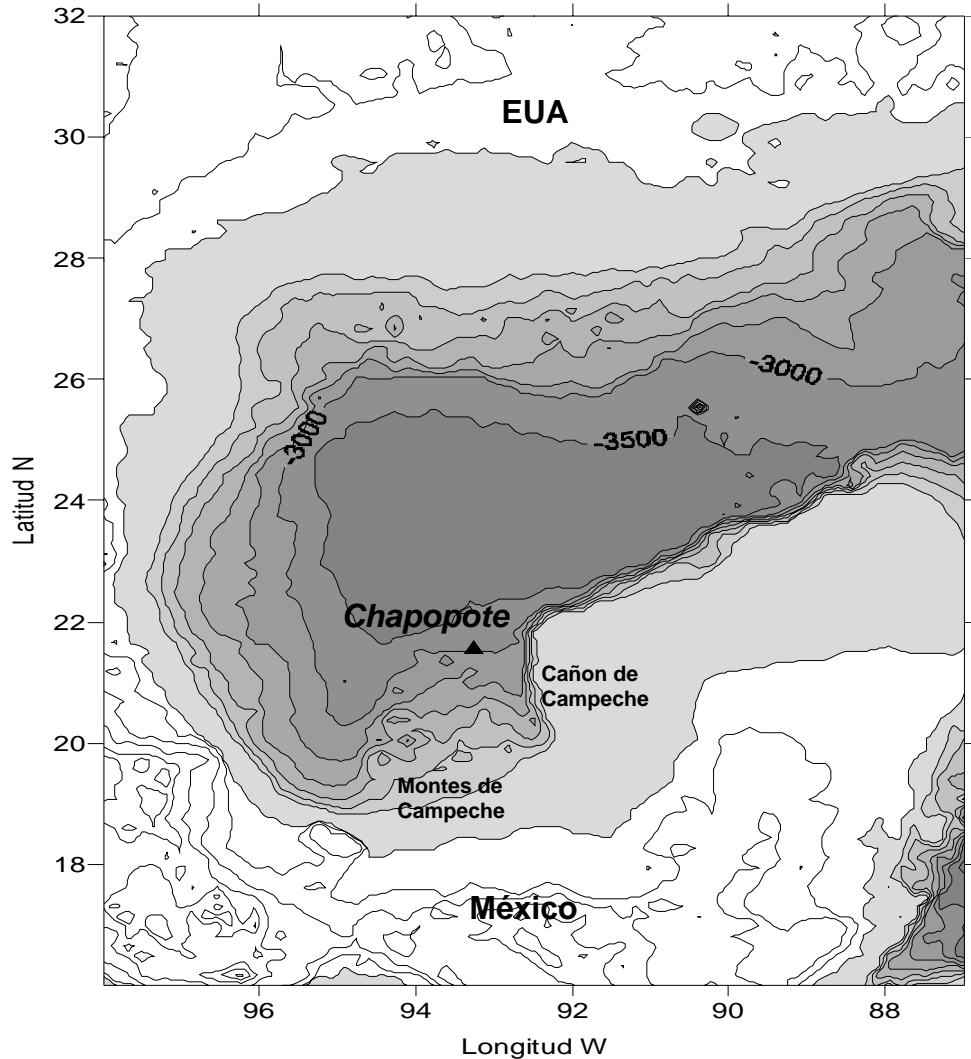 32
30
28
26
24
22
20
18
Latitud N
EUA
-3000
-3000
-3500
Chapopote
Cañon de
Campeche
Montes de
Campeche
México
96
94
92
90
88
Longitud W